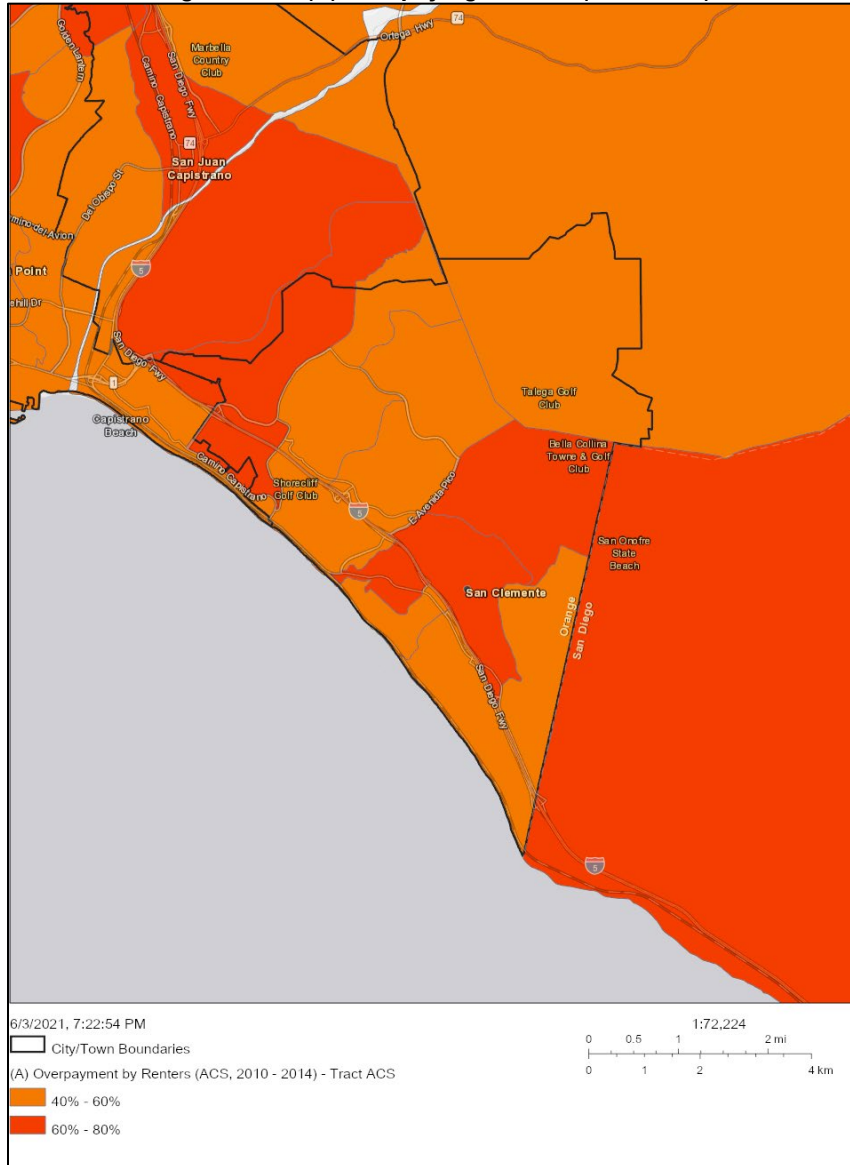 74
Ortega Hwy
Golden Lantern
Marbella
Country
Club
San Diego Fwy
Camino Capistrano
74
San Juan
Capistrano
Del Obispo St
mino del Avion
Point
5
ehill Dr
San Diego Fwy
1
Talega Golf
Club
Capistrano
Beach
Bella Collina
Towne & Golf
Club
Camino Capistrano
Shorecliff
Golf Club
E Avenida Pico
5
San Onofre
State
Beach
San Clemente
Orange
San Diego
San Diego Fwy
5
6/3/2021, 7:22:54 PM
1:72,224
City/Town Boundaries
0 0.5 1 2 mi
0 1 2 4 km
(A) Overpayment by Renters (ACS, 2010 - 2014) - Tract ACS
40% - 60%
60% - 80%